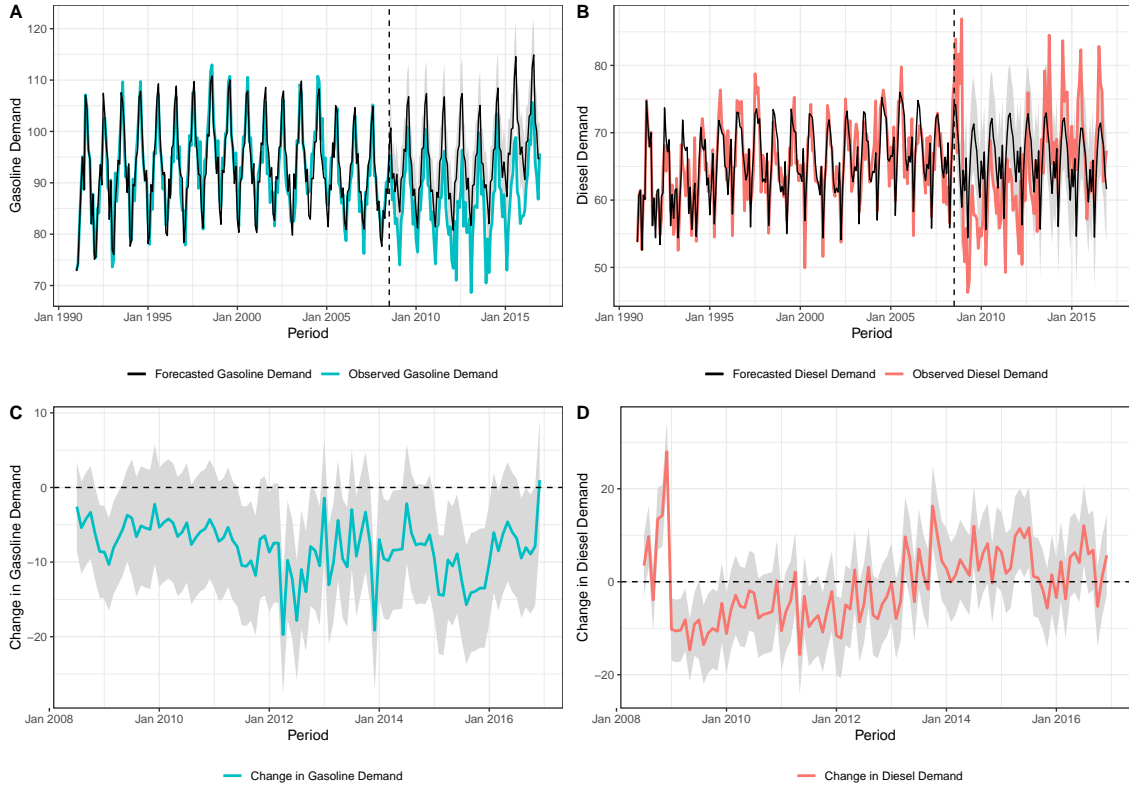 A
Gasoline Demand
120
110
100
90
80
70
Jan 1990
Jan 1995
Jan 2000
Jan 2005
Jan 2010
Jan 2015
Period
Forecasted Gasoline Demand
Observed Gasoline Demand
B
Diesel Demand
80
70
60
50
Jan 1990
Jan 1995
Jan 2000
Jan 2005
Jan 2010
Jan 2015
Period
Forecasted Diesel Demand
Observed Diesel Demand
C
Change in Gasoline Demand
10
0
−10
−20
Jan 2008
Jan 2010
Jan 2012
Jan 2014
Jan 2016
Period
Change in Gasoline Demand
D
Change in Diesel Demand
20
0
−20
Jan 2008
Jan 2010
Jan 2012
Jan 2014
Jan 2016
Period
Change in Diesel Demand